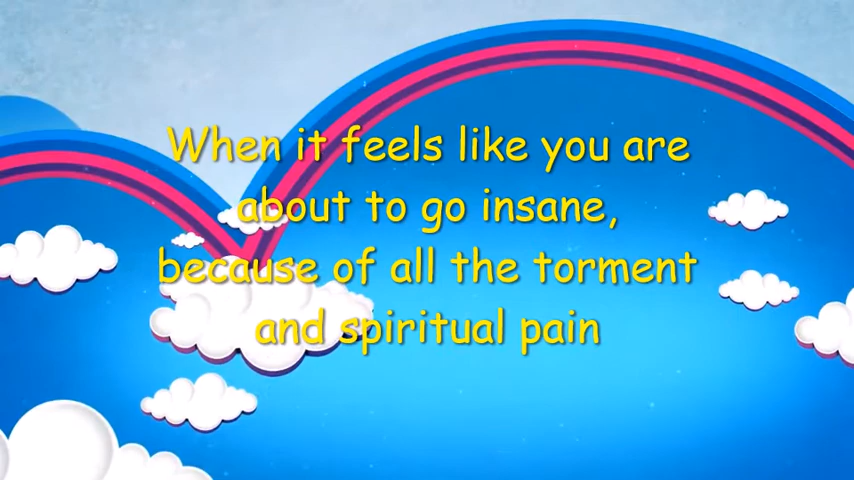 When it feels like you are
about to go insane,
because of all the torment
and spiritual pain